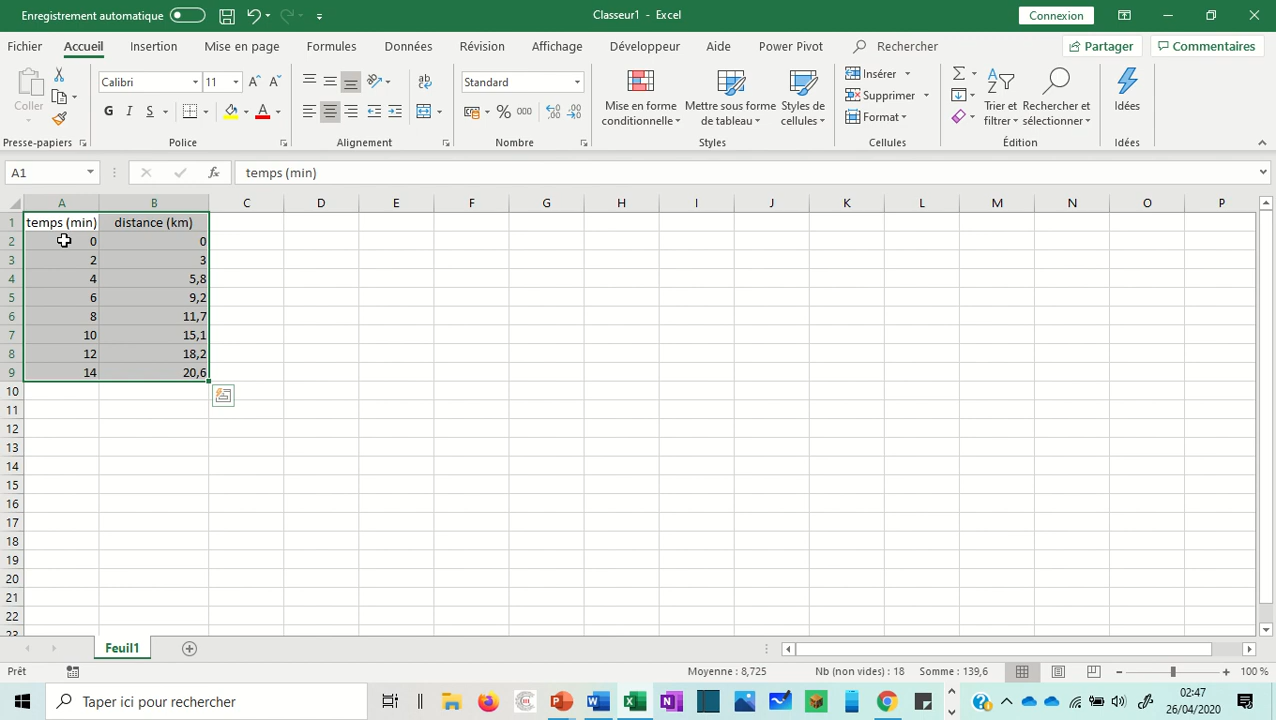 Enregistrement automatique
Classeur1 - Excel
Connexion
Fichier Accueil Insertion Mise en page Formules Données Révision Affichage Développeur Aide Power Pivot Rechercher Partager Commentaires
Coller
Calibri 11
G I S
Standard
% 000
Mise en forme conditionnelle
Mettre sous forme de tableau
Styles de cellules
Insérer
Supprimer
Format
Trier et filtrer
Rechercher et sélectionner
Idées
Presse-papiers Police Alignement Nombre Styles Cellules Édition Idées
A1 fx temps (min)
A B C D E F G H I J K L M N O P
1 temps (min) distance (km)
2 0 0
3 2 3
4 4 5,8
5 6 9,2
6 8 11,7
7 10 15,1
8 12 18,2
9 14 20,6
10
11
12
13
14
15
16
17
18
19
20
21
22
23
Feuil1
Prêt Moyenne : 8,725 Nb (non vides) : 18 Somme : 139,6 100 %
Taper ici pour rechercher
02:47
26/04/2020